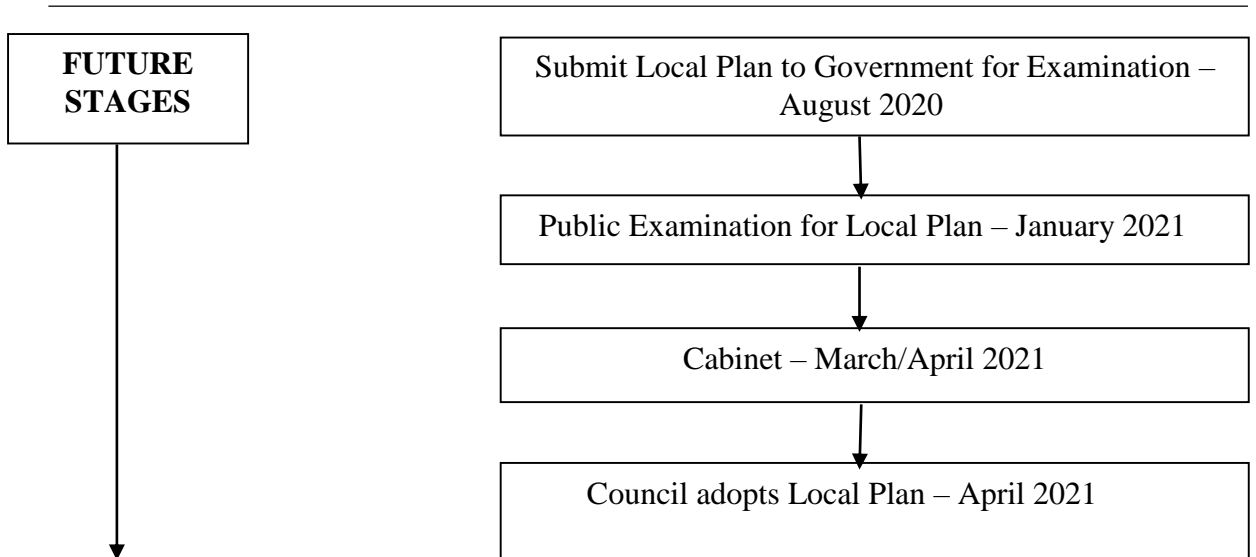 FUTURE
STAGES
Submit Local Plan to Government for Examination –
August 2020
Public Examination for Local Plan – January 2021
Cabinet – March/April 2021
Council adopts Local Plan – April 2021